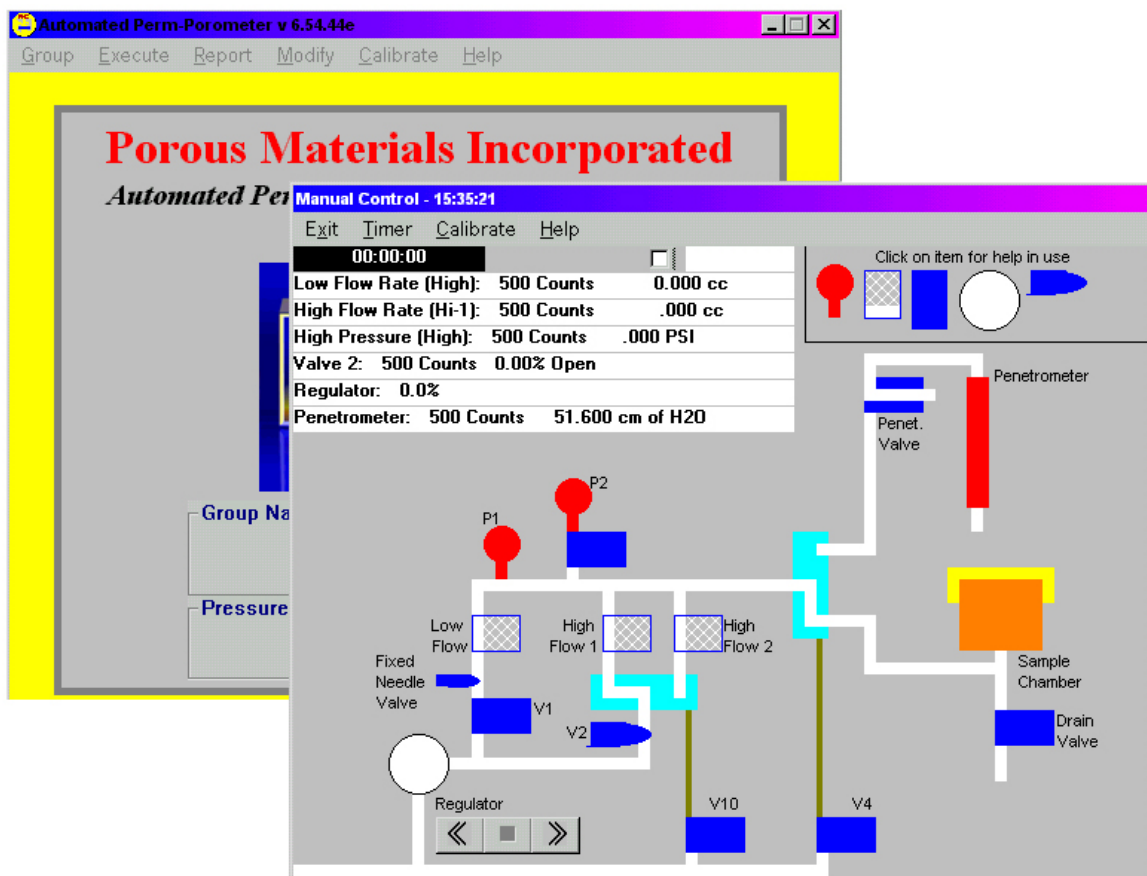 Automated Perm-Porometer v 6.54.44e
Group Execute Report Modify Calibrate Help
Porous Materials Incorporated
Automated Per
Manual Control - 15:35:21
Exit Timer Calibrate Help
00:00:00
Low Flow Rate (High): 500 Counts 0.000 cc
High Flow Rate (Hi-1): 500 Counts .000 cc
High Pressure (High): 500 Counts .000 PSI
Valve 2: 500 Counts 0.00% Open
Regulator: 0.0%
Penetrometer: 500 Counts 51.600 cm of H2O
Click on item for help in use
Penetrometer
Penet.
Valve
P2
P1
Group Na
Pressure
Low
Flow
High
Flow 1
High
Flow 2
Fixed
Needle
Valve
V1
V2
Sample
Chamber
Drain
Valve
Regulator
V10
V4